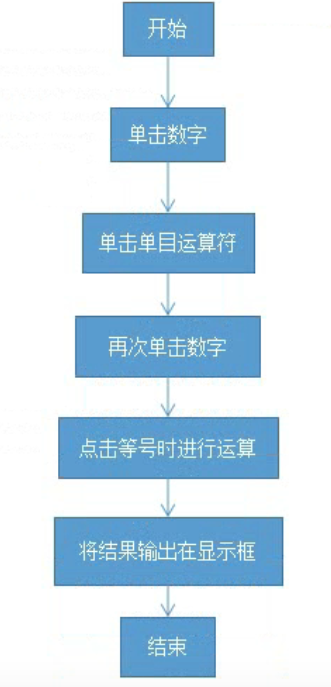 开始
单击数字
单击单目运算符
再次单击数字
点击等号时进行运算
将结果输出在显示框
结束